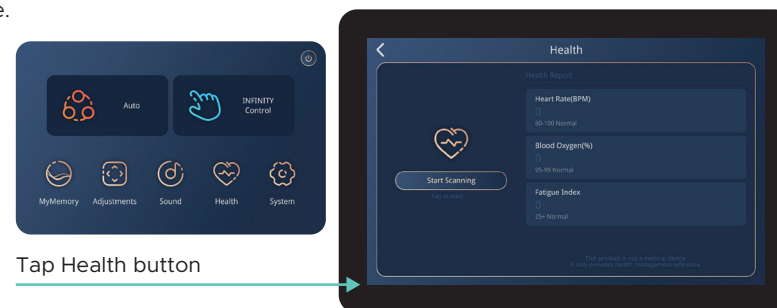 e.
Auto
INFINITY
Control
MyMemory
Adjustments
Sound
Health
System
Tap Health button
Health
Health Report
Start Scanning
Tap to start
Heart Rate(BPM)
0
60-100 Normal
Blood Oxygen(%)
0
95-99 Normal
Fatigue Index
0
25+ Normal
This product is not a medical device.
It only provides health management reference.